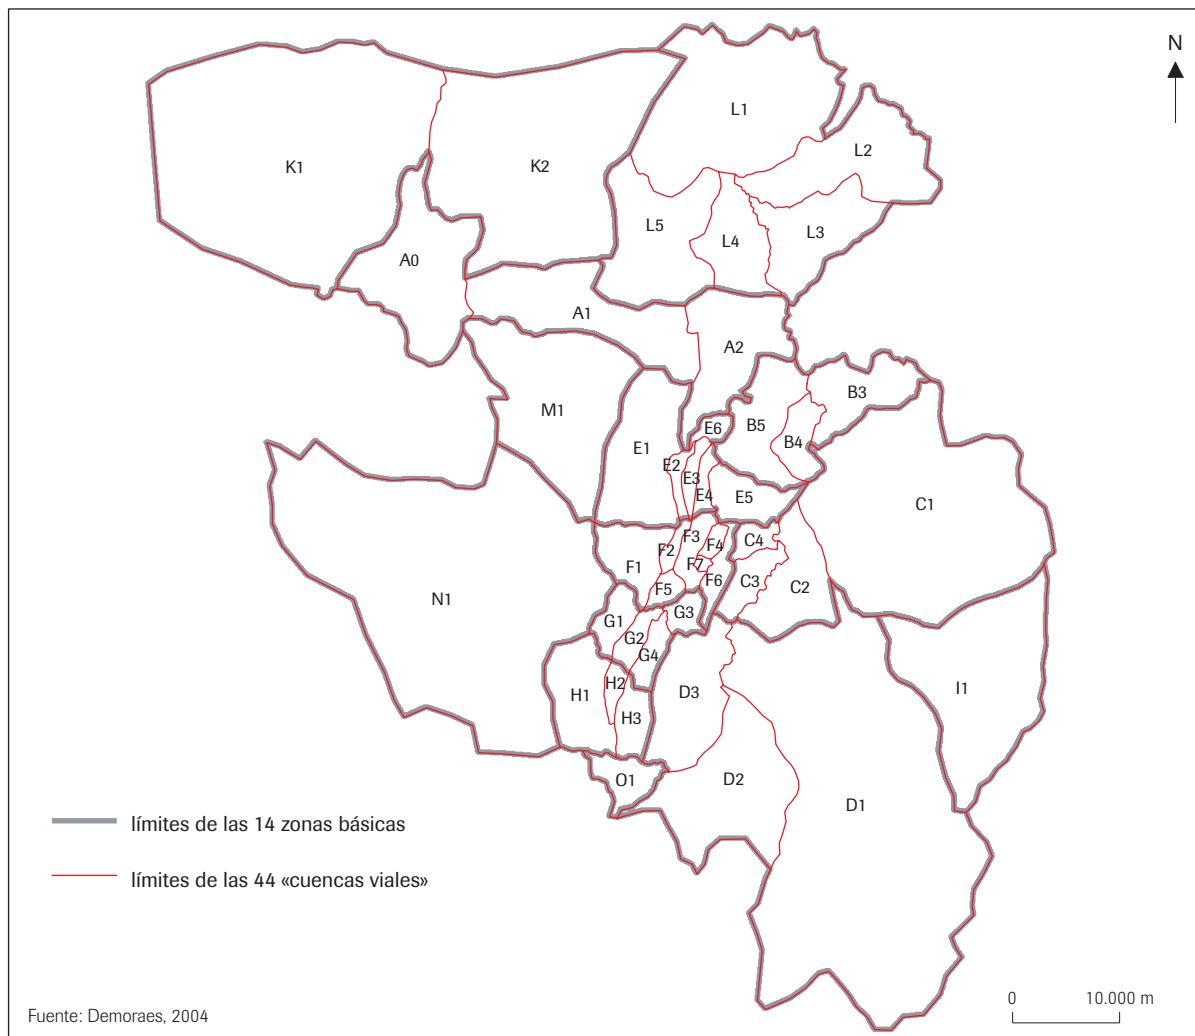 N
L1
L2
K1
K2
L5
L4
L3
A0
A1
A2
B3
M1
B5
B4
E6
E1
E2
E3
E4
E5
C1
F3
F2
F4
C4
F1
F7
F5
F6
C3
C2
N1
G1
G3
G2
G4
H1
H2
D3
I1
H3
O1
D2
D1
límites de las 14 zonas básicas
límites de las 44 «cuencas viales»
0 10.000 m
Fuente: Demoraes, 2004